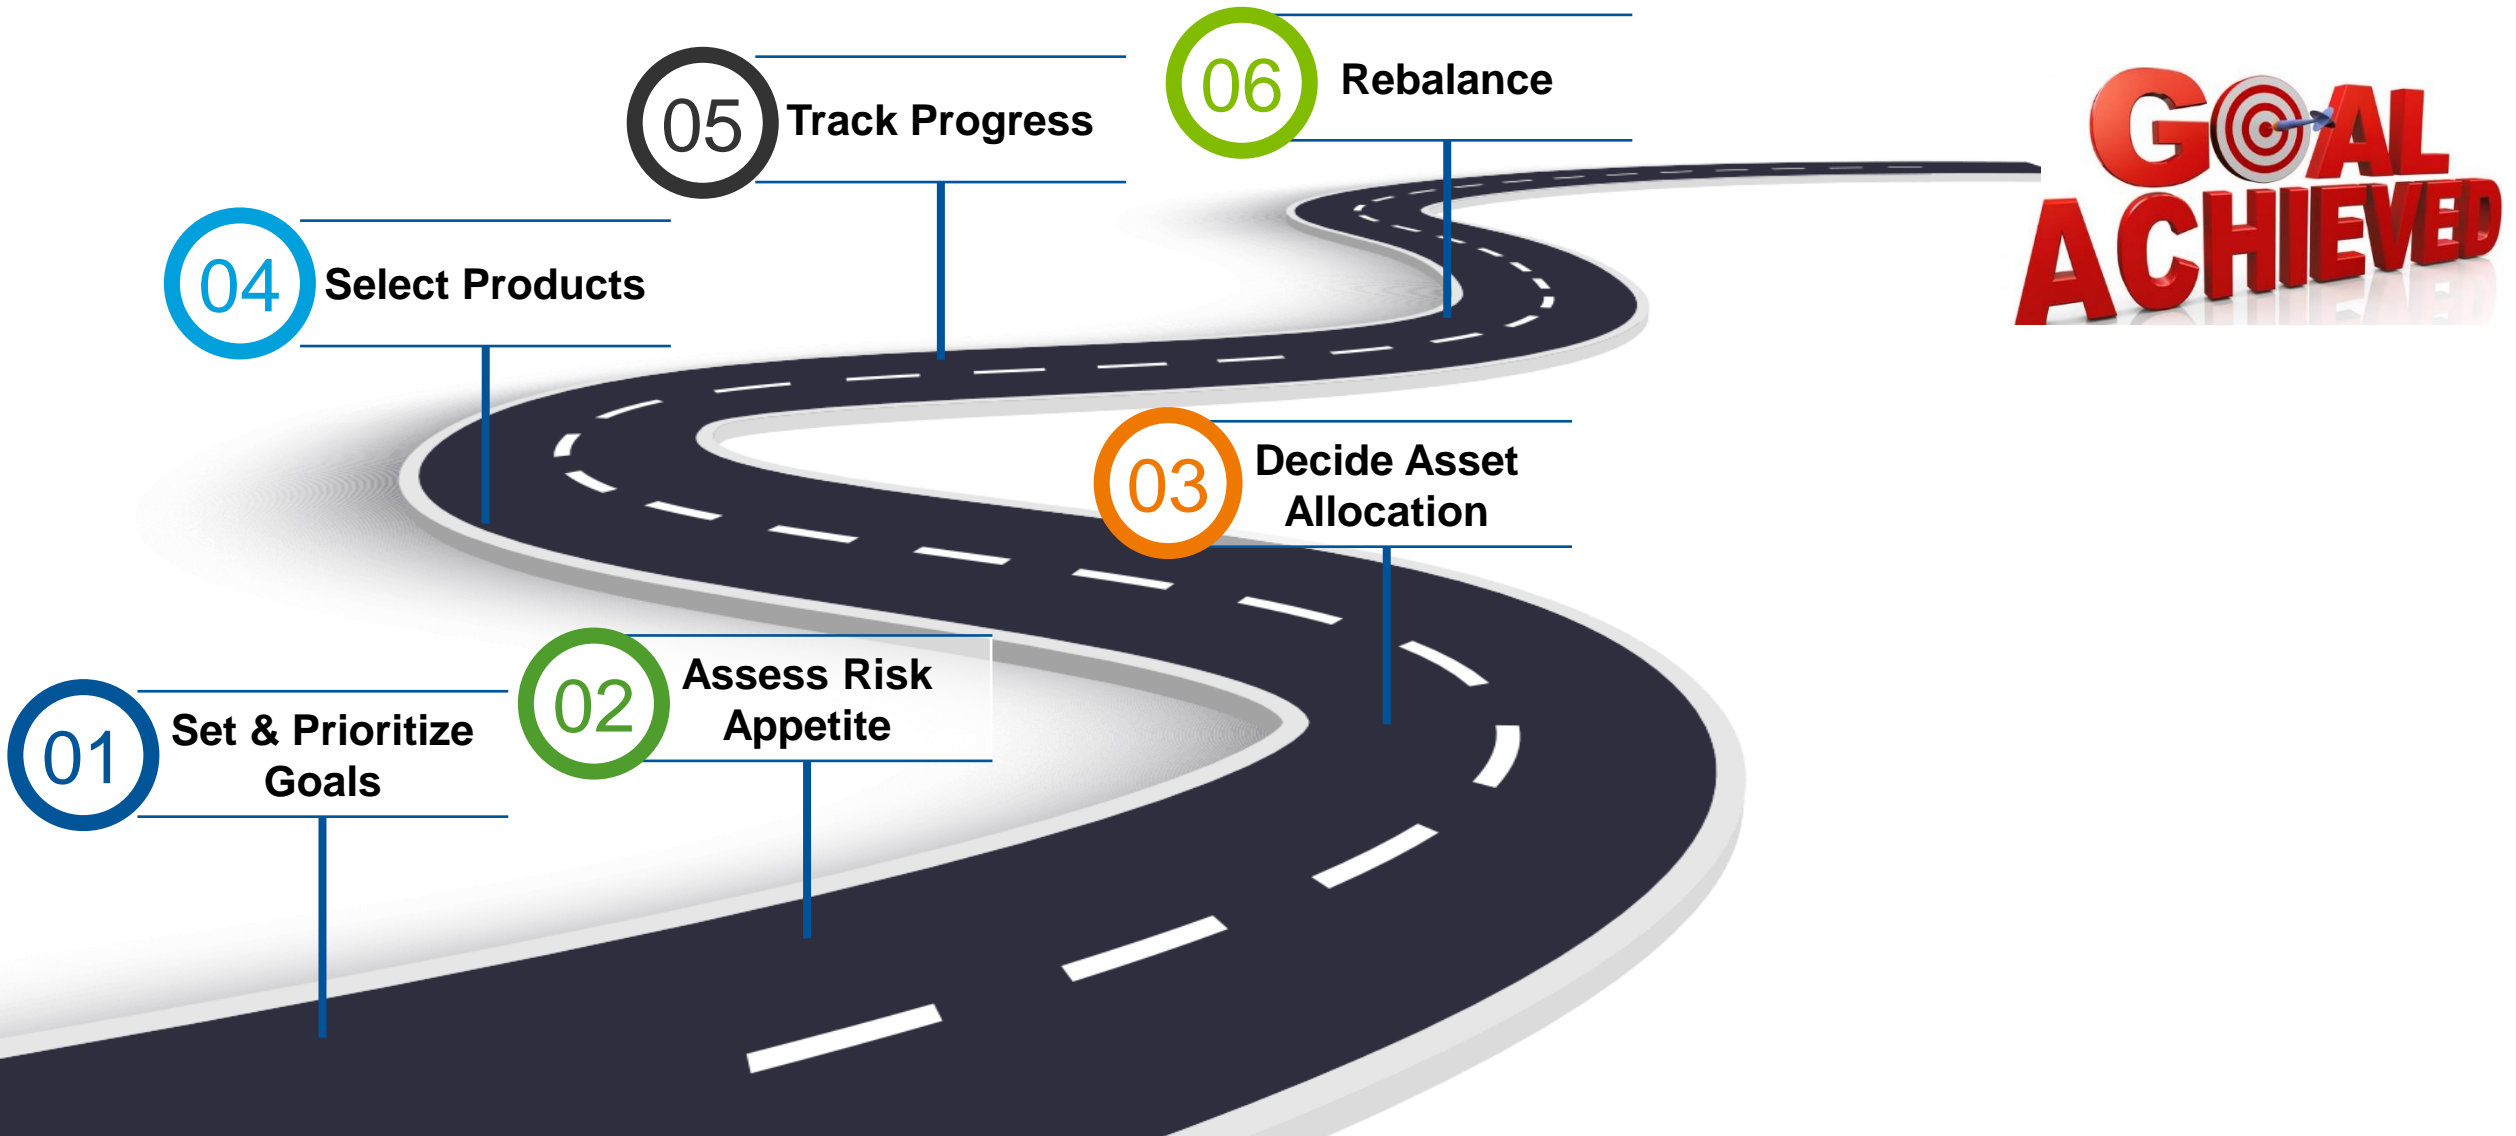 06
Rebalance
05
Track Progress
GOAL
ACHIEVED
04
Select Products
03
Decide Asset
Allocation
02
Assess Risk
Appetite
01
Set & Prioritize
Goals